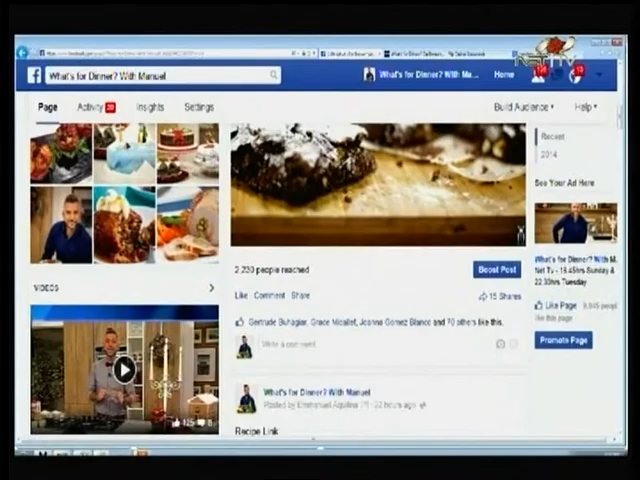 NET TV
What's for Dinner? With Manuel
What's for Dinner? With Ma...
Home
Page
Activity
Insights
Settings
Build Audience
Help
Recent
2014
See Your Ad Here
What's for Dinner? With M
Net Tv - 18.45hrs Sunday &
22.30hrs Tuesday
Like Page
like this page
Promote Page
2,230 people reached
Boost Post
Like Comment Share
15 Shares
Gertrude Buhagiar, Grace Micallef, Joanna Gomez Blanco and 70 others like this.
Write a comment
VIDEOS
125
What's for Dinner? With Manuel
Posted by Emmanuel Aquilina
22 hours ago
Recipe Link